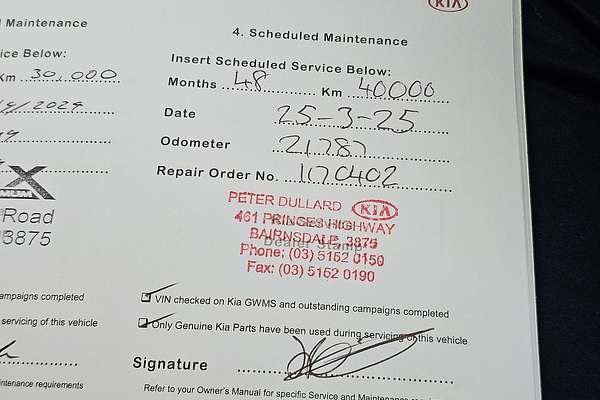 Maintenance
ice Below:
Km 30,000
Road
3875
ampaigns completed
servicing of this vehicle
intenance requirements
KIA
4. Scheduled Maintenance
Insert Scheduled Service Below:
Months 48 Km 40000
Date 25-3-25
Odometer 21787
Repair Order No. 1170402
PETER DULLARD KIA
461 PRINCES HIGHWAY
BAIRNSDALE, 3875
Dealer Stamp
Phone: (03) 5152 0150
Fax: (03) 5152 0190
VIN checked on Kia GWMS and outstanding campaigns completed
Only Genuine Kia Parts have been used during servicing of this vehicle
Signature
Refer to your Owner's Manual for specific Service and Maintenance